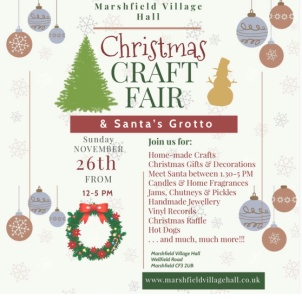 Marshfield Village
Hall
Christmas
CRAFT
FAIR
& Santa's Grotto
Sunday
NOVEMBER
26th
FROM
12-5 PM
Join us for:
Home-made Crafts
Christmas Gifts & Decorations
Meet Santa between 1.30-5 PM
Candles & Home Fragrances
Jams, Chutneys & Pickles
Handmade Jewellery
Vinyl Records
Christmas Raffle
Hot Dogs
. . . and much, much more!!!
Marshfield Village Hall
Wellfield Road
Marshfield CF3 2UB
www.marshfieldvillagehall.co.uk